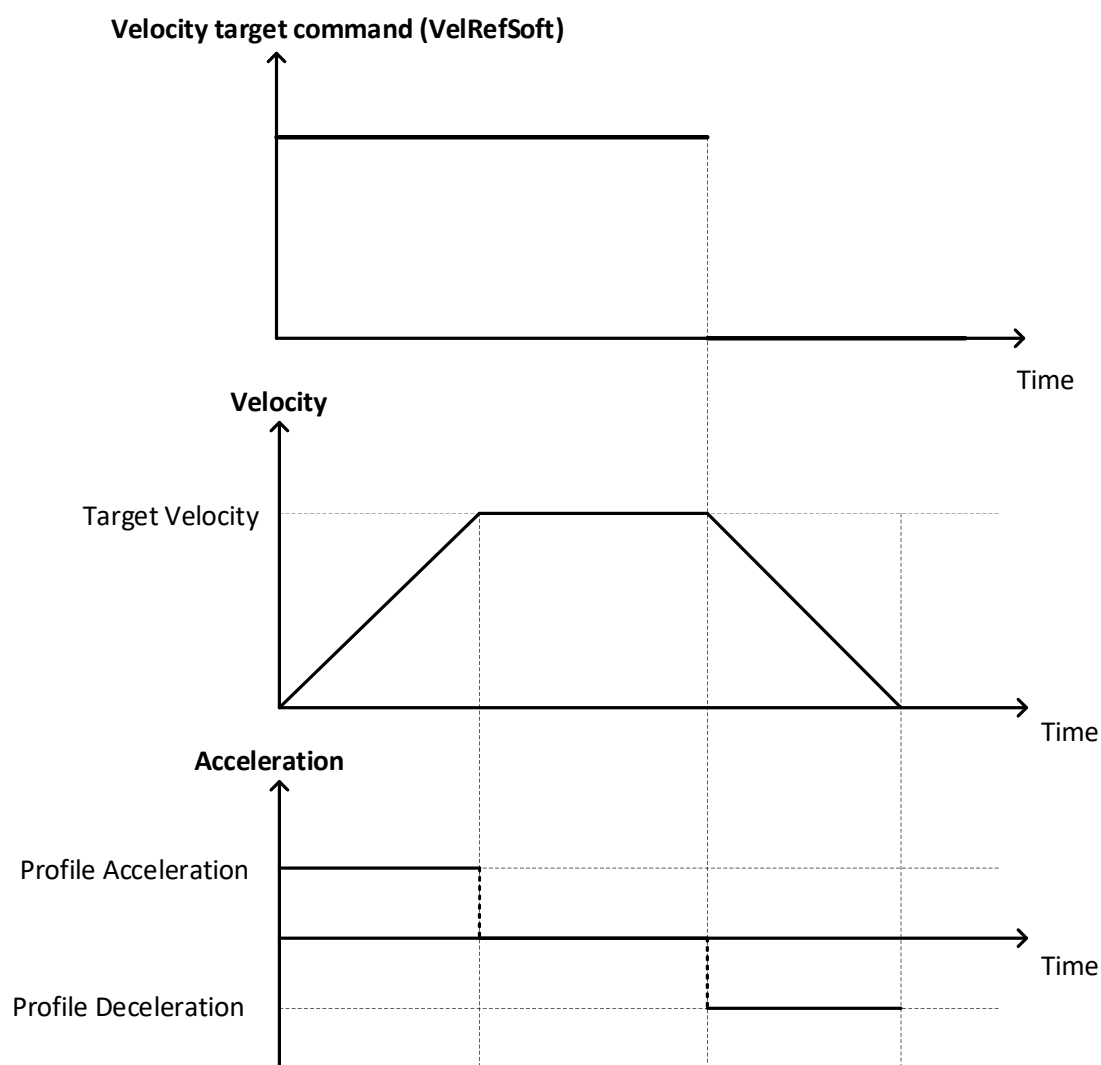 Velocity target command (VelRefSoft)
Time
Velocity
Target Velocity
Time
Acceleration
Profile Acceleration
Time
Profile Deceleration